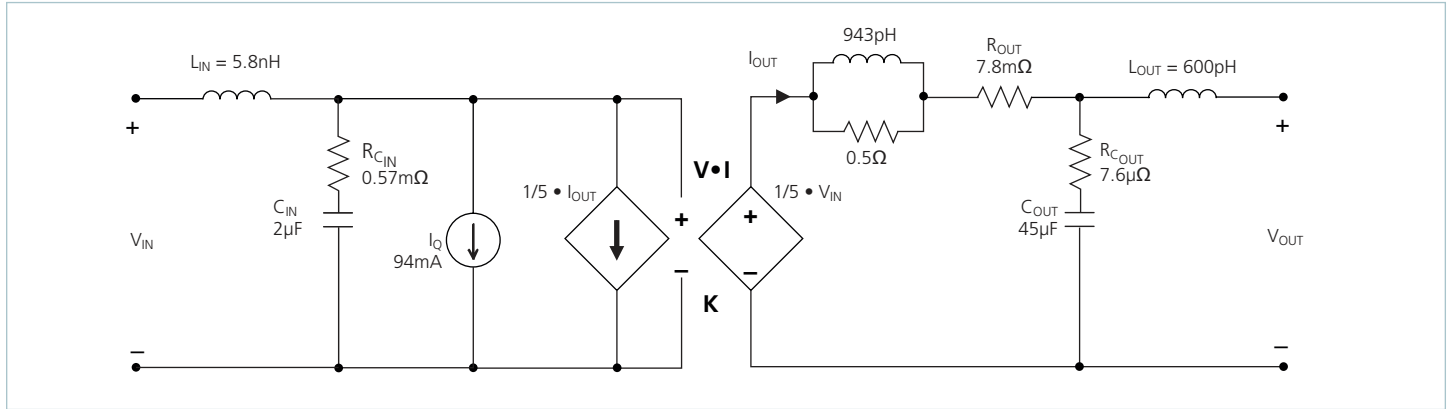 L_IN = 5.8nH
+
R_C_IN
0.57mΩ
C_IN
2µF
V_IN
I_Q
94mA
1/5 • I_OUT
V•I
+
−
K
+
−
1/5 • V_IN
I_OUT
943pH
0.5Ω
R_OUT
7.8mΩ
L_OUT = 600pH
+
R_C_OUT
7.6µΩ
C_OUT
45µF
V_OUT
−
−